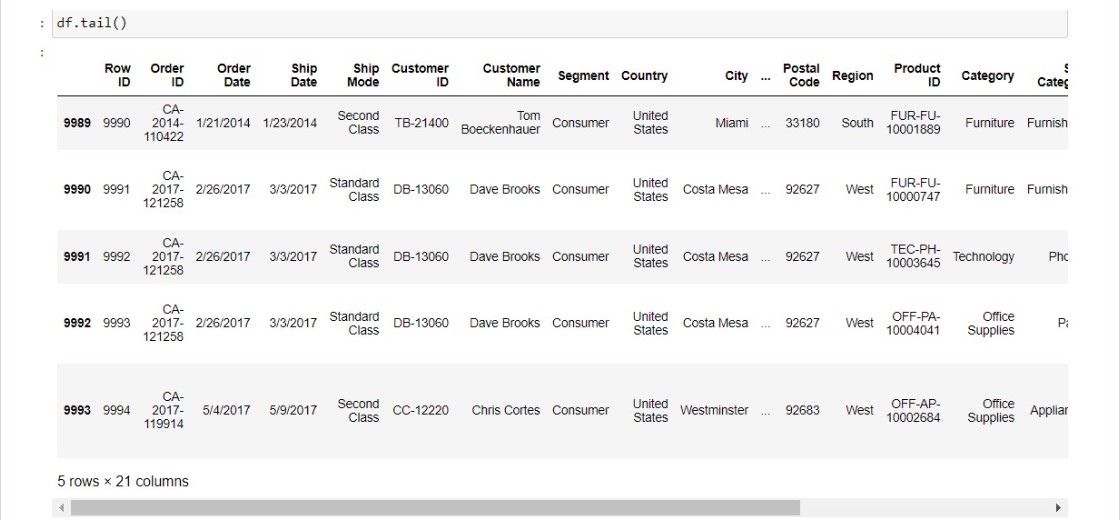 : df.tail()
:
Row ID Order ID Order Date Ship Date Ship Mode Customer ID Customer Name Segment Country City ... Postal Code Region Product ID Category
9989 9990 CA-2014-110422 1/21/2014 1/23/2014 Second Class TB-21400 Tom Boeckenhauer Consumer United States Miami ... 33180 South FUR-FU-10001889 Furniture Furnish
9990 9991 CA-2017-121258 2/26/2017 3/3/2017 Standard Class DB-13060 Dave Brooks Consumer United States Costa Mesa ... 92627 West FUR-FU-10000747 Furniture Furnish
9991 9992 CA-2017-121258 2/26/2017 3/3/2017 Standard Class DB-13060 Dave Brooks Consumer United States Costa Mesa ... 92627 West TEC-PH-10003645 Technology Pho
9992 9993 CA-2017-121258 2/26/2017 3/3/2017 Standard Class DB-13060 Dave Brooks Consumer United States Costa Mesa ... 92627 West OFF-PA-10004041 Office Supplies Pa
9993 9994 CA-2017-119914 5/4/2017 5/9/2017 Second Class CC-12220 Chris Cortes Consumer United States Westminster ... 92683 West OFF-AP-10002684 Office Supplies Applian
5 rows × 21 columns